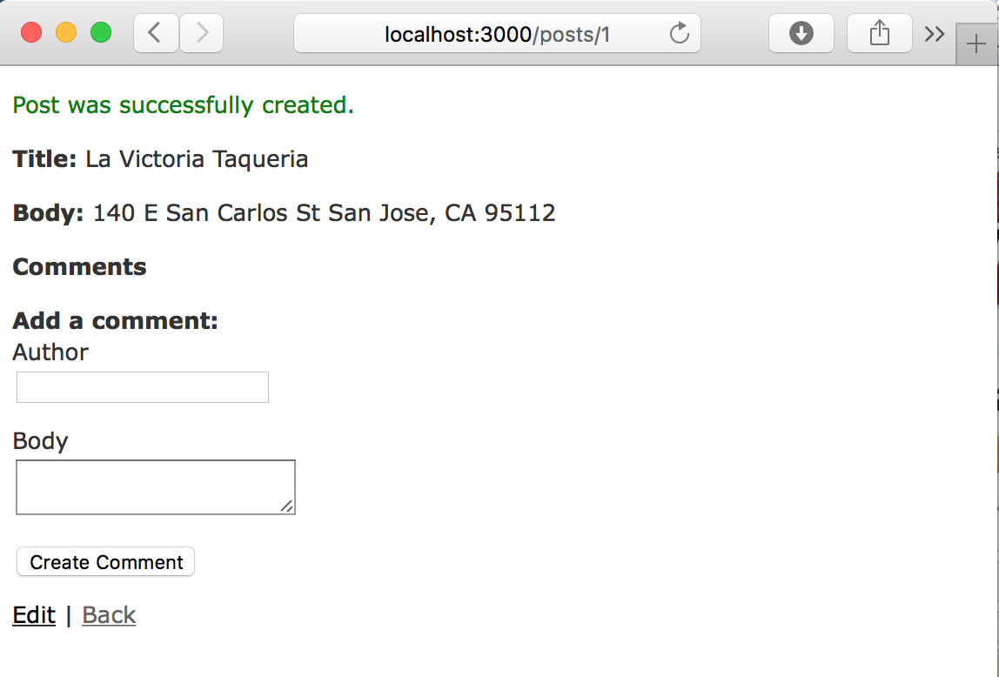 localhost:3000/posts/1
Post was successfully created.
Title: La Victoria Taqueria
Body: 140 E San Carlos St San Jose, CA 95112
Comments
Add a comment:
Author
Body
Create Comment
Edit | Back